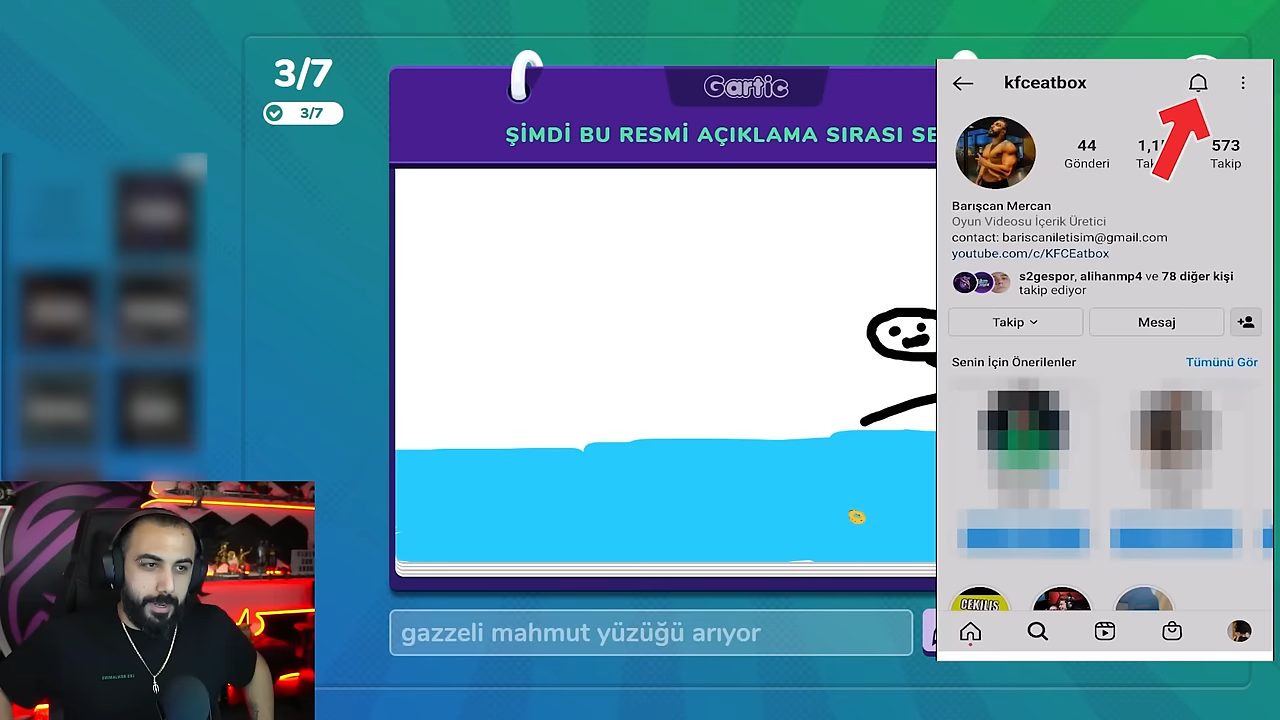 3/7
3/7
Gartic
ŞİMDİ BU RESMİ AÇIKLAMA SIRASI SE
gazzeli mahmut yüzüğü arıyor
kfceatbox
44
573
Gönderi
Takip
Barışcan Mercan
Oyun Videosu İçerik Üretici
contact: bariscaniletisim@gmail.com
youtube.com/c/KFCEatbox
s2gespor, alihanmp4 ve 78 diğer kişi
takip ediyor
Takip
Mesaj
Senin İçin Önerilenler
Tümünü Gör
ÇEKİLİŞ